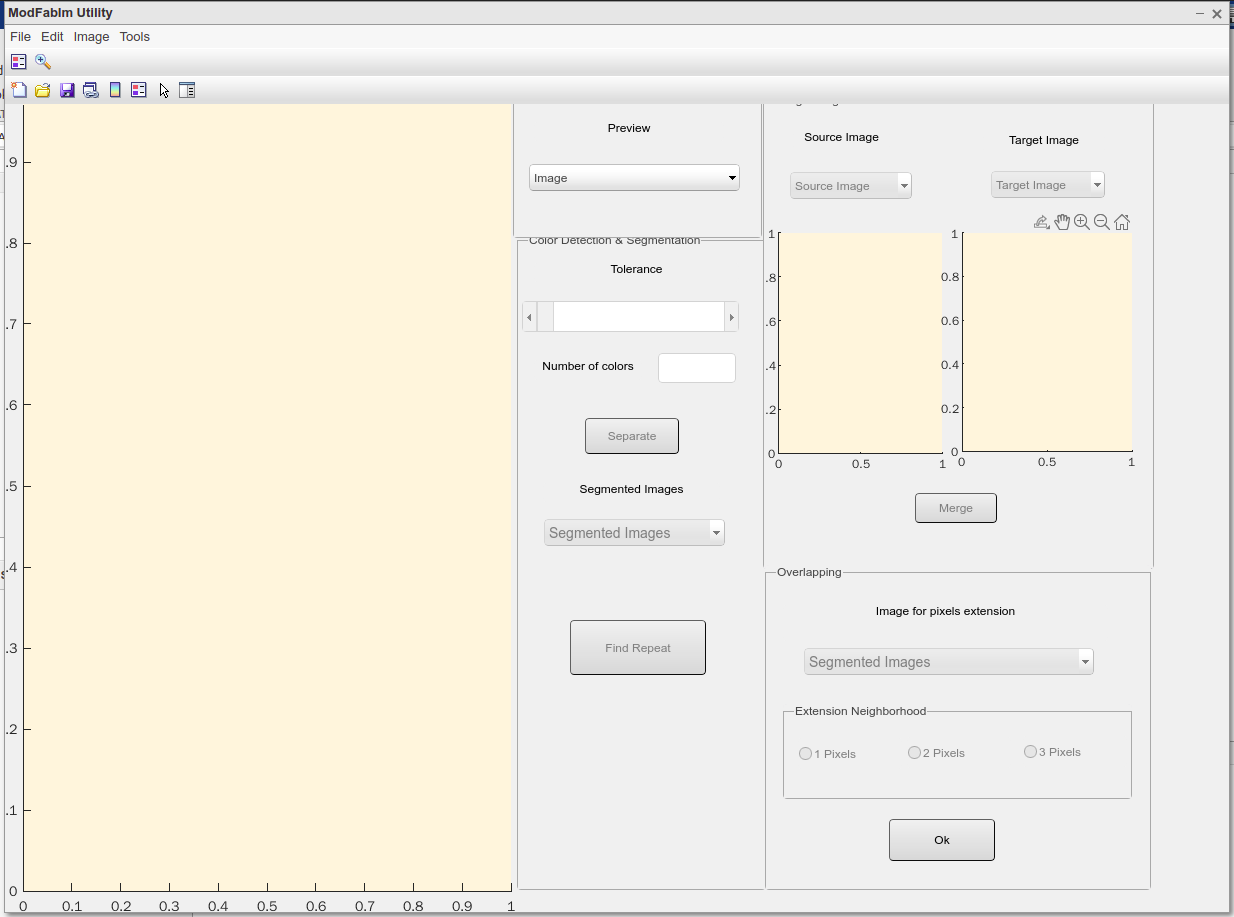 ModFabIm Utility
File Edit Image Tools
.9
.8
.7
.6
.5
.4
.3
.2
.1
0
0 0.1 0.2 0.3 0.4 0.5 0.6 0.7 0.8 0.9 1
Preview
Image
Color Detection & Segmentation
Tolerance
Number of colors
Separate
Segmented Images
Segmented Images
Find Repeat
Source Image
Target Image
Source Image
Target Image
1
.8
.6
.4
.2
0
0 0.5 1
1
0.8
0.6
0.4
0.2
0
0 0.5 1
Merge
Overlapping
Image for pixels extension
Segmented Images
Extension Neighborhood
1 Pixels
2 Pixels
3 Pixels
Ok